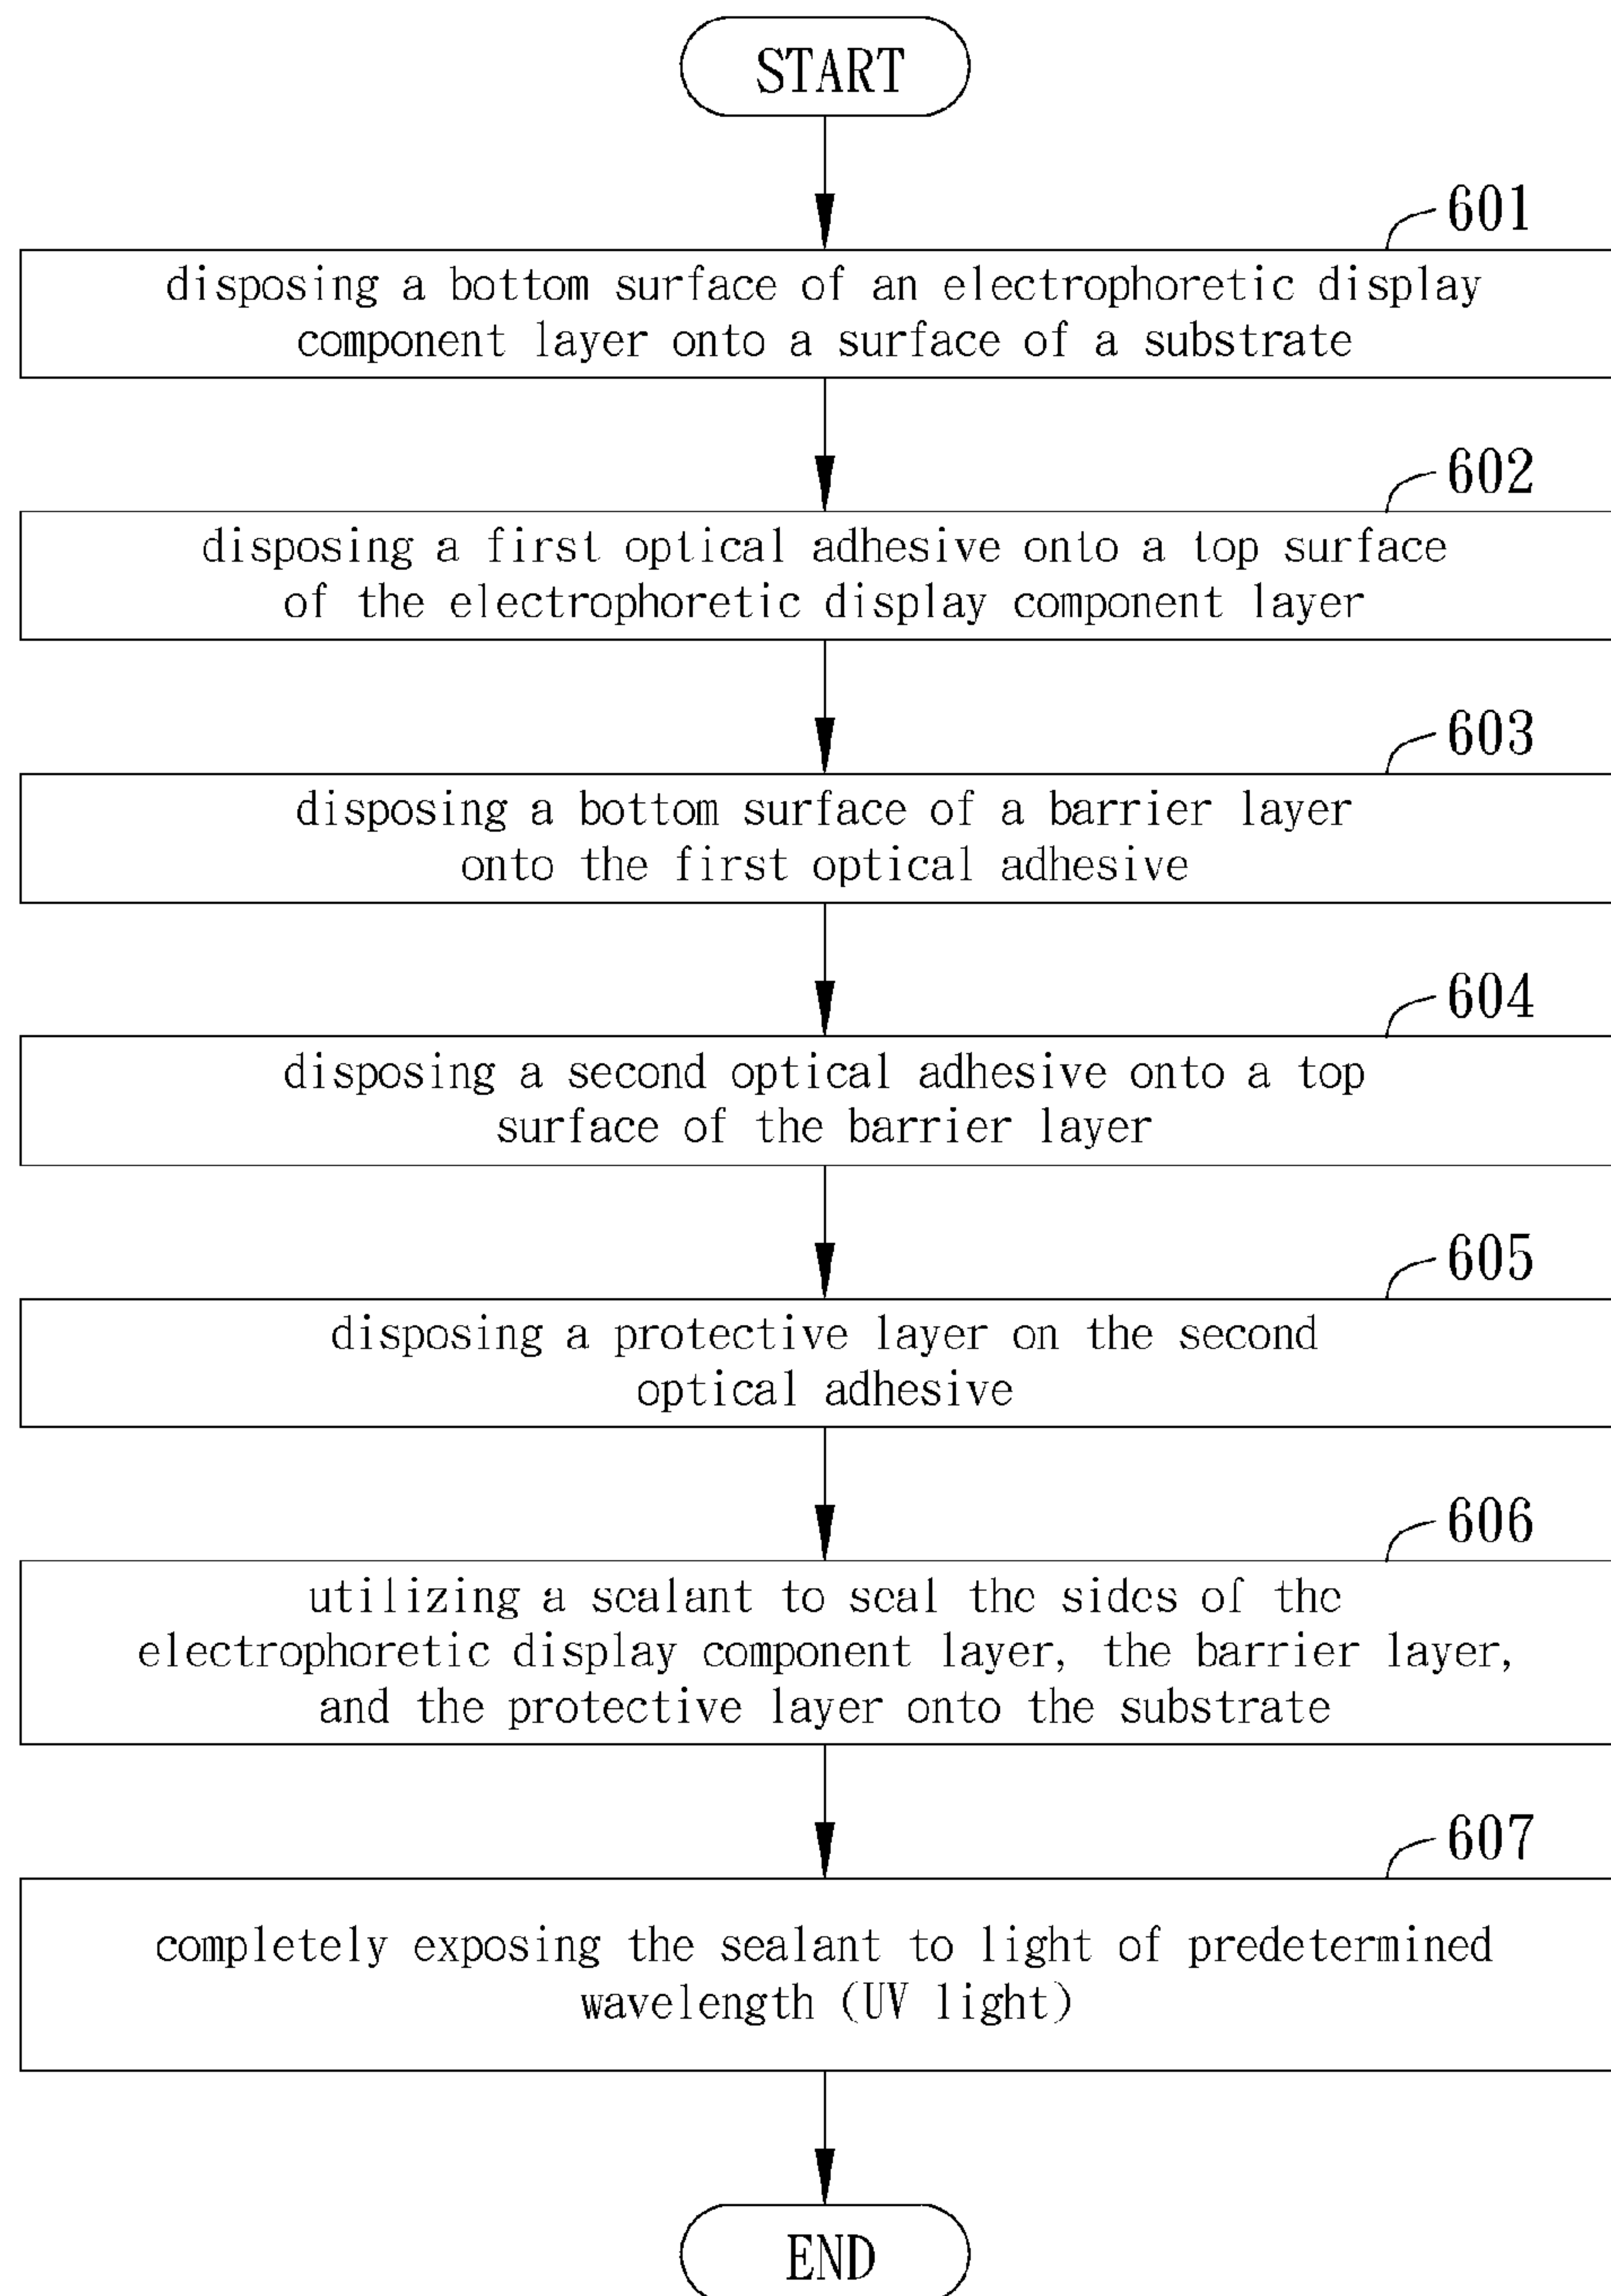 START
601
disposing a bottom surface of an electrophoretic display
component layer onto a surface of a substrate
602
disposing a first optical adhesive onto a top surface
of the electrophoretic display component layer
603
disposing a bottom surface of a barrier layer
onto the first optical adhesive
604
disposing a second optical adhesive onto a top
surface of the barrier layer
605
disposing a protective layer on the second
optical adhesive
606
utilizing a sealant to seal the sides of the
electrophoretic display component layer, the barrier layer,
and the protective layer onto the substrate
607
completely exposing the sealant to light of predetermined
wavelength (UV light)
END